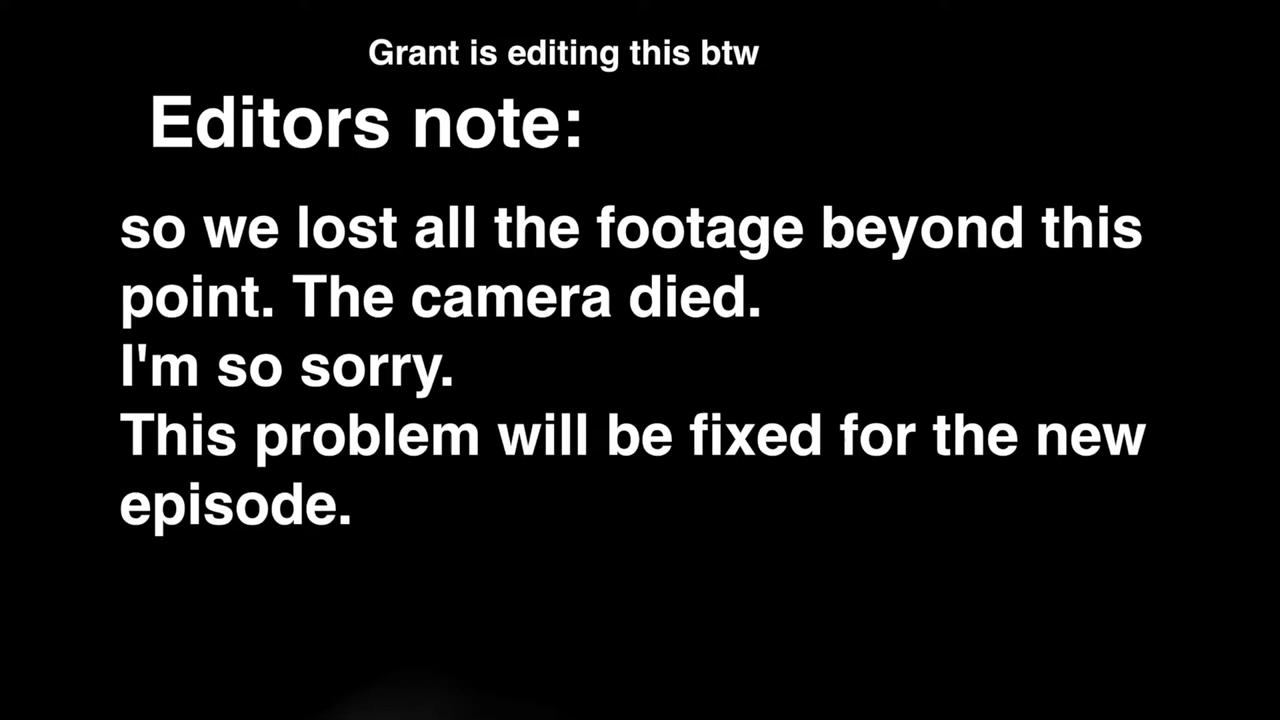 Grant is editing this btw
Editors note:
so we lost all the footage beyond this
point. The camera died.
I'm so sorry.
This problem will be fixed for the new
episode.